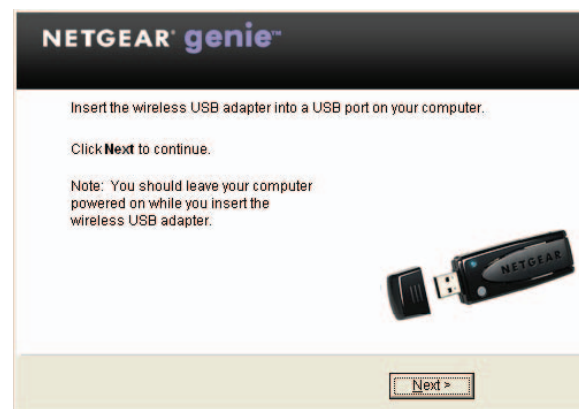 NETGEAR® genie™
Insert the wireless USB adapter into a USB port on your computer.
Click Next to continue.
Note: You should leave your computer
powered on while you insert the
wireless USB adapter.
NETGEAR
Next >